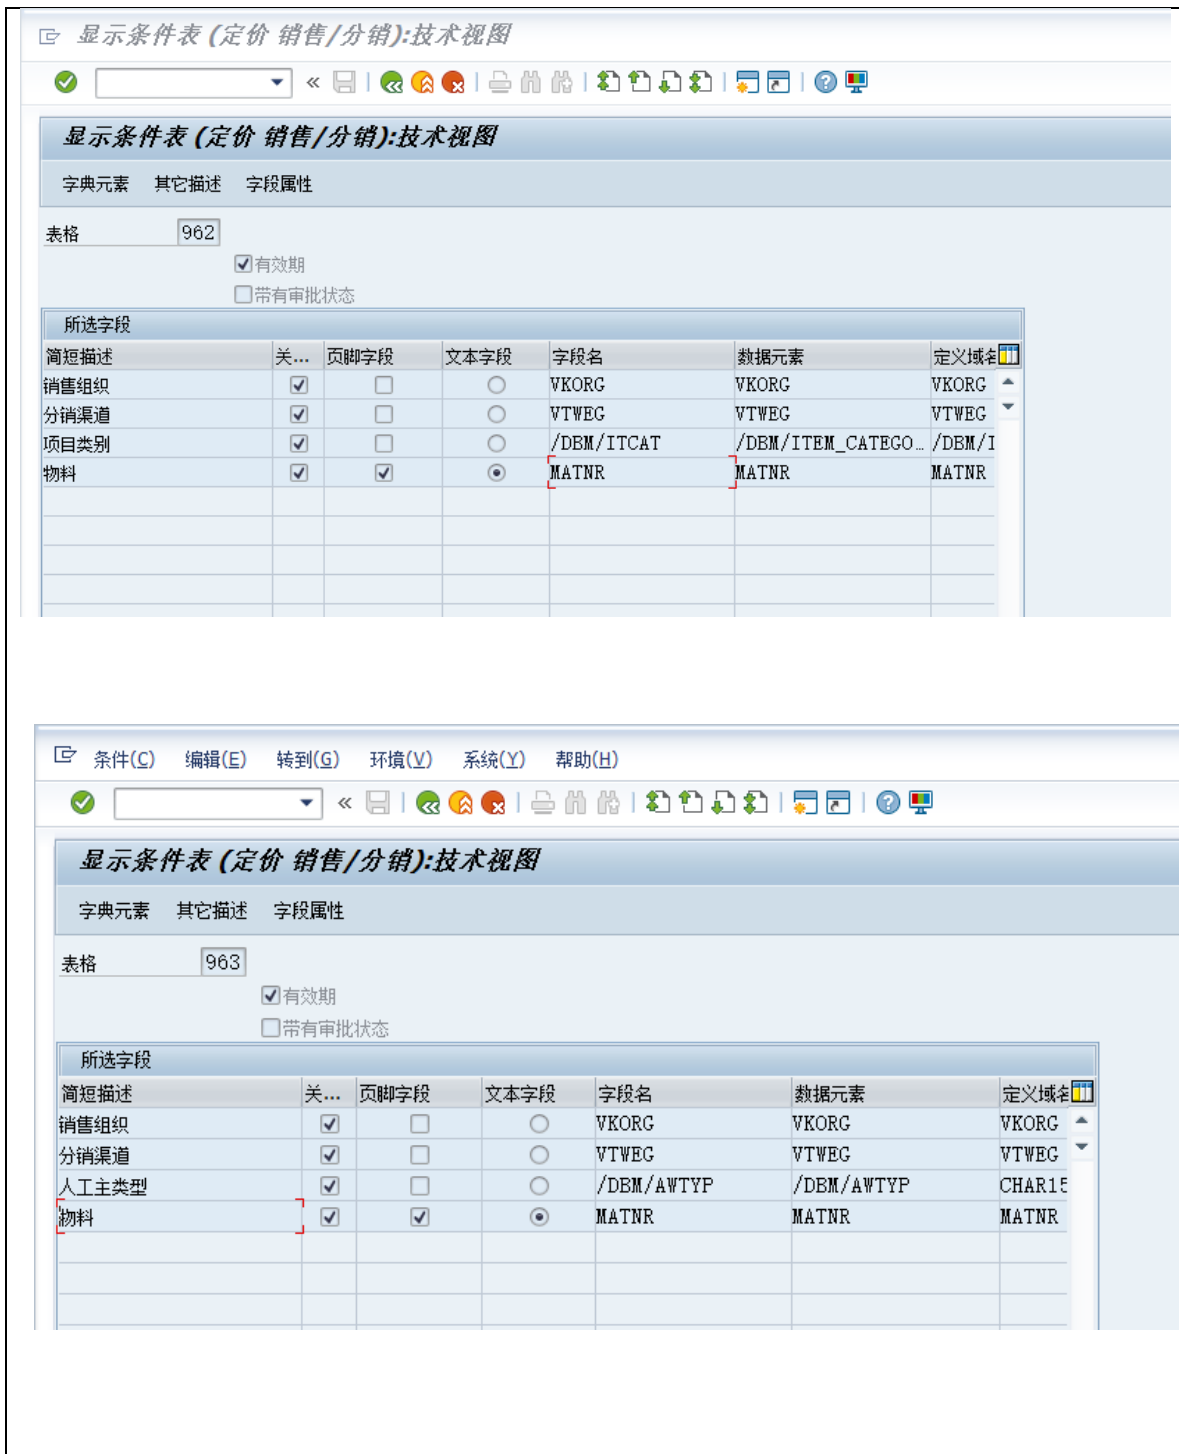 显示条件表 (定价 销售/分销):技术视图
显示条件表 (定价 销售/分销):技术视图
字典元素 其它描述 字段属性
表格 962
有效期
带有审批状态
所选字段
简短描述 关... 页脚字段 文本字段 字段名 数据元素 定义域名
销售组织 VKORG VKORG VKORG
分销渠道 VTWEG VTWEG VTWEG
项目类别 /DBM/ITCAT /DBM/ITEM_CATEGO... /DBM/I
物料 MATNR MATNR MATNR
条件(C) 编辑(E) 转到(G) 环境(V) 系统(Y) 帮助(H)
显示条件表 (定价 销售/分销):技术视图
字典元素 其它描述 字段属性
表格 963
有效期
带有审批状态
所选字段
简短描述 关... 页脚字段 文本字段 字段名 数据元素 定义域名
销售组织 VKORG VKORG VKORG
分销渠道 VTWEG VTWEG VTWEG
人工主类型 /DBM/AWTYP /DBM/AWTYP CHAR15
物料 MATNR MATNR MATNR